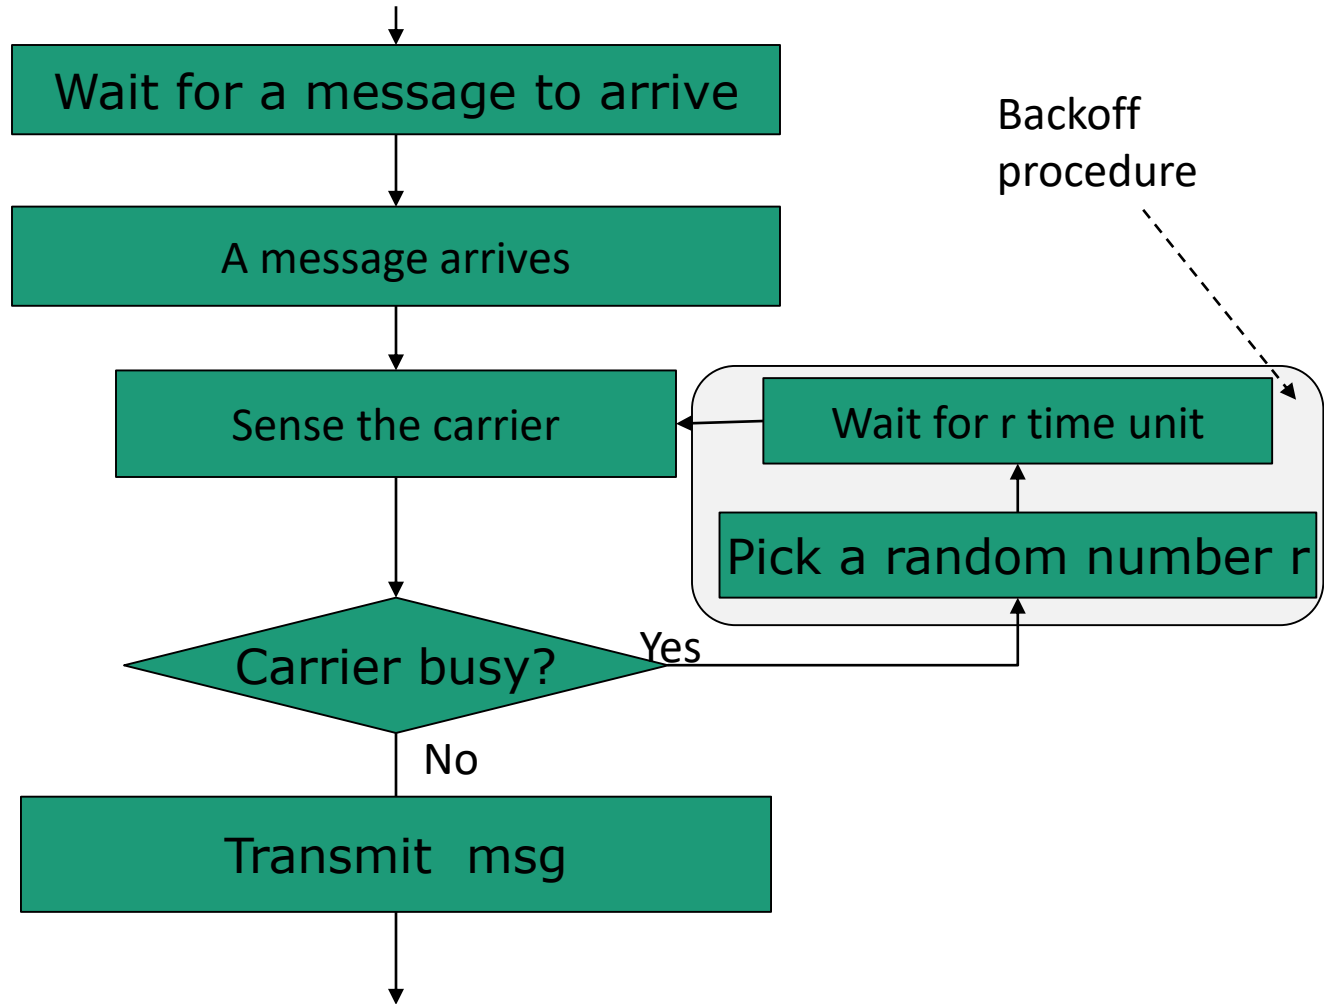 Wait for a message to arrive
Backoff
procedure
A message arrives
Sense the carrier
Wait for r time unit
Pick a random number r
Carrier busy?
Yes
No
Transmit  msg